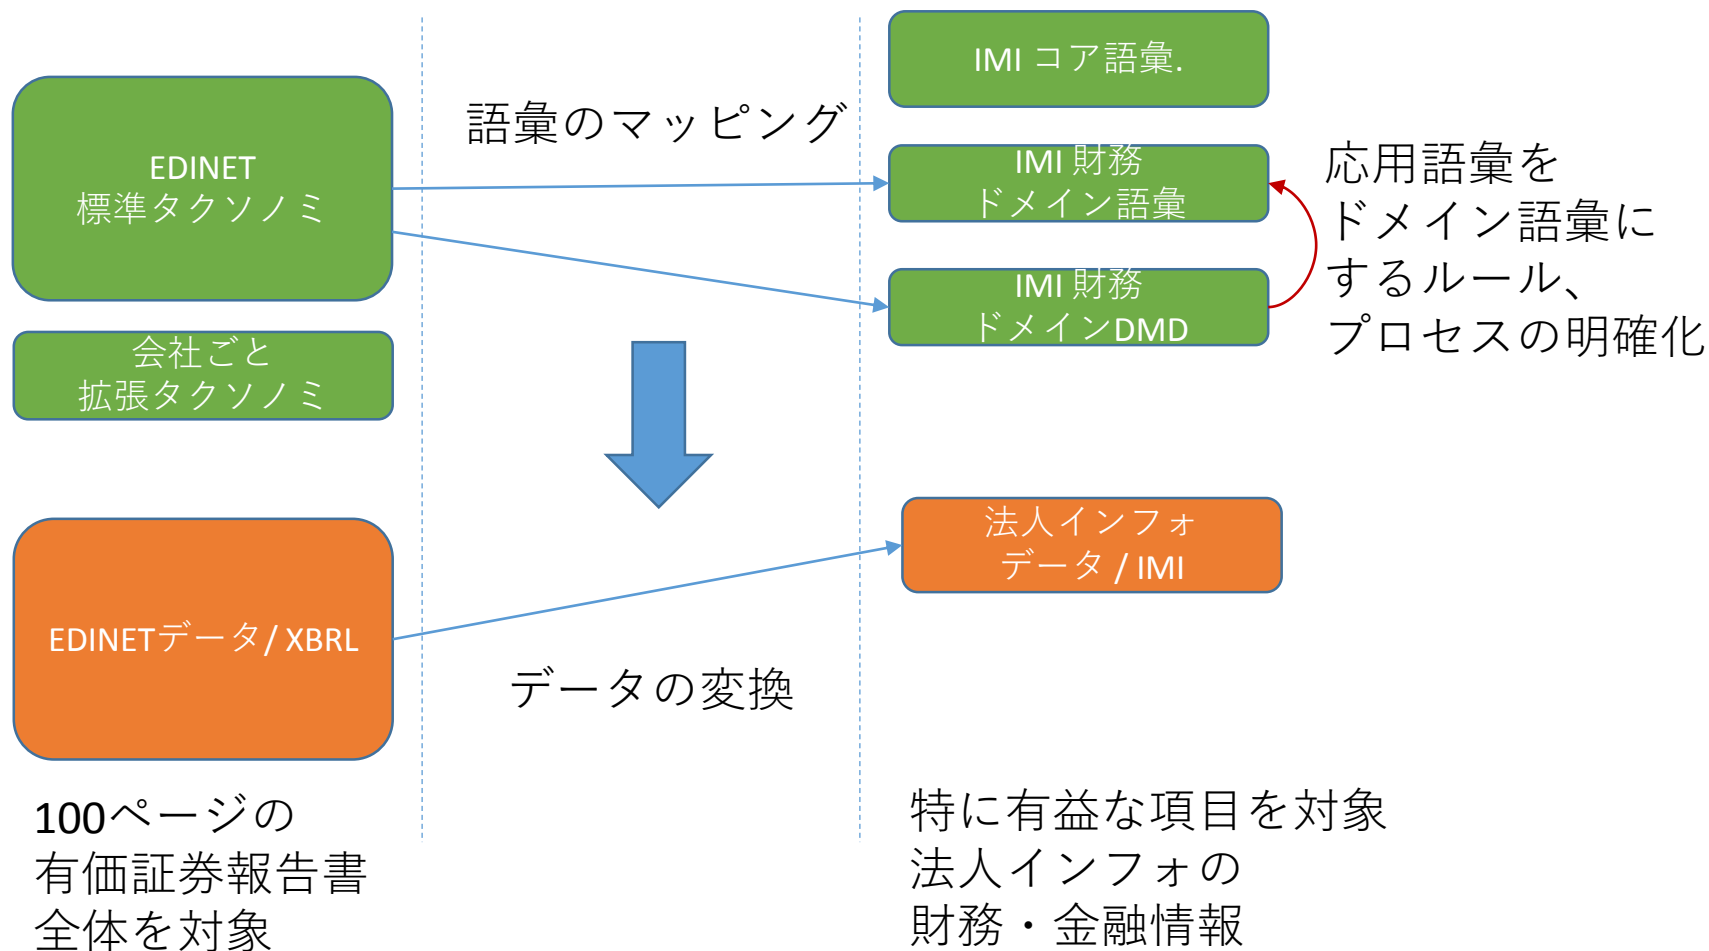 EDINET
標準タクソノミ
会社ごと
拡張タクソノミ
EDINETデータ/ XBRL
100ページの
有価証券報告書
全体を対象
語彙のマッピング
データの変換
IMI コア語彙.
IMI 財務
ドメイン語彙
IMI 財務
ドメインDMD
応用語彙を
ドメイン語彙に
するルール、
プロセスの明確化
法人インフォ
データ / IMI
特に有益な項目を対象
法人インフォの
財務・金融情報